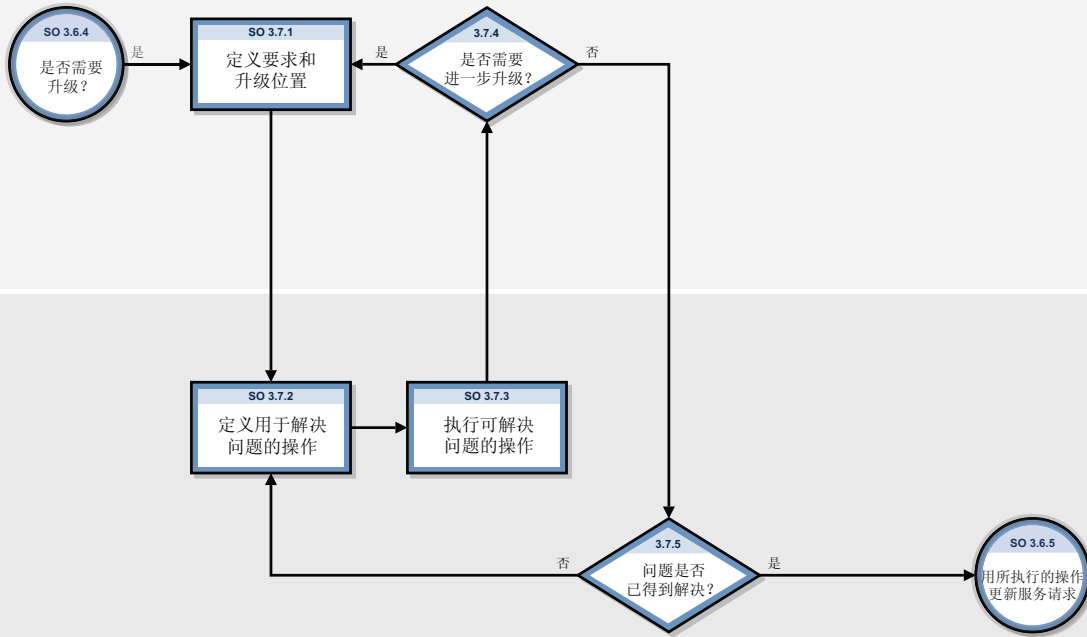 SO 3.6.4
是否需要
升级？
是
SO 3.7.1
定义要求和
升级位置
是
3.7.4
是否需要
进一步升级？
否
SO 3.7.2
定义用于解决
问题的操作
SO 3.7.3
执行可解决
问题的操作
否
3.7.5
问题是否
已得到解决？
是
SO 3.6.5
用所执行的操作
更新服务请求